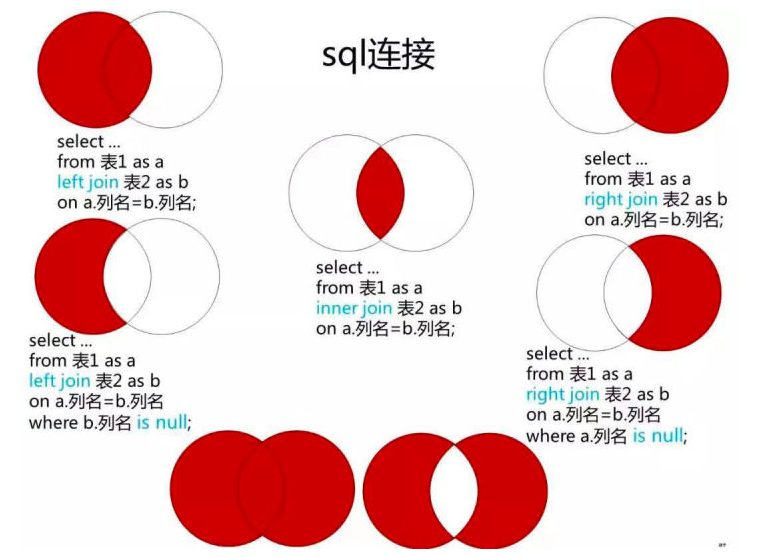 sql连接
select ...
from 表1 as a
left join 表2 as b
on a.列名=b.列名;
select ...
from 表1 as a
inner join 表2 as b
on a.列名=b.列名;
select ...
from 表1 as a
right join 表2 as b
on a.列名=b.列名;
select ...
from 表1 as a
left join 表2 as b
on a.列名=b.列名
where b.列名 is null;
select ...
from 表1 as a
right join 表2 as b
on a.列名=b.列名
where a.列名 is null;